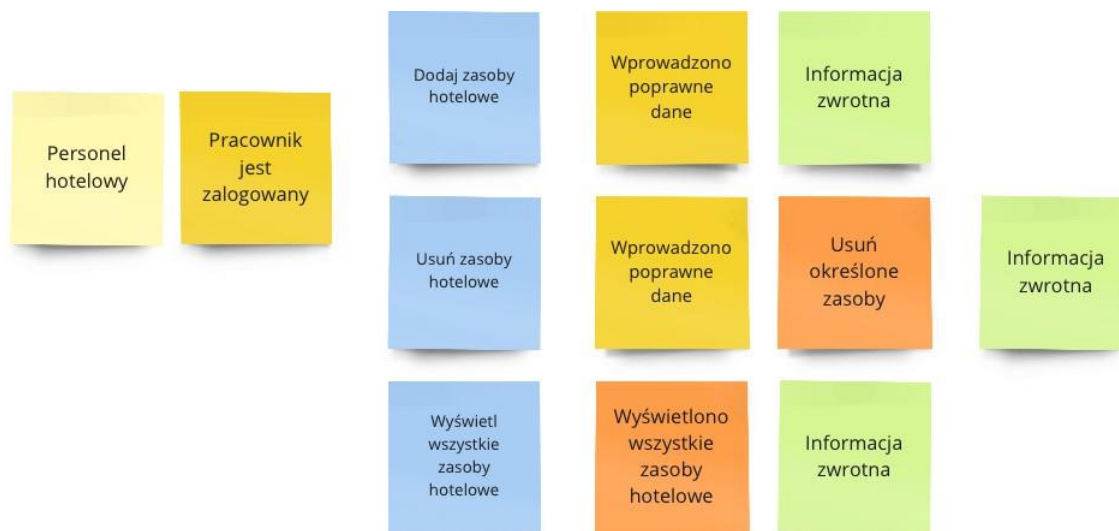 Personel
hotelowy
Pracownik
jest
zalogowany
Dodaj zasoby
hotelowe
Wprowadzono
poprawne
dane
Informacja
zwrotna
Usuń zasoby
hotelowe
Wprowadzono
poprawne
dane
Usuń
określone
zasoby
Informacja
zwrotna
Wyświetl
wszystkie
zasoby
hotelowe
Wyświetlono
wszystkie
zasoby
hotelowe
Informacja
zwrotna